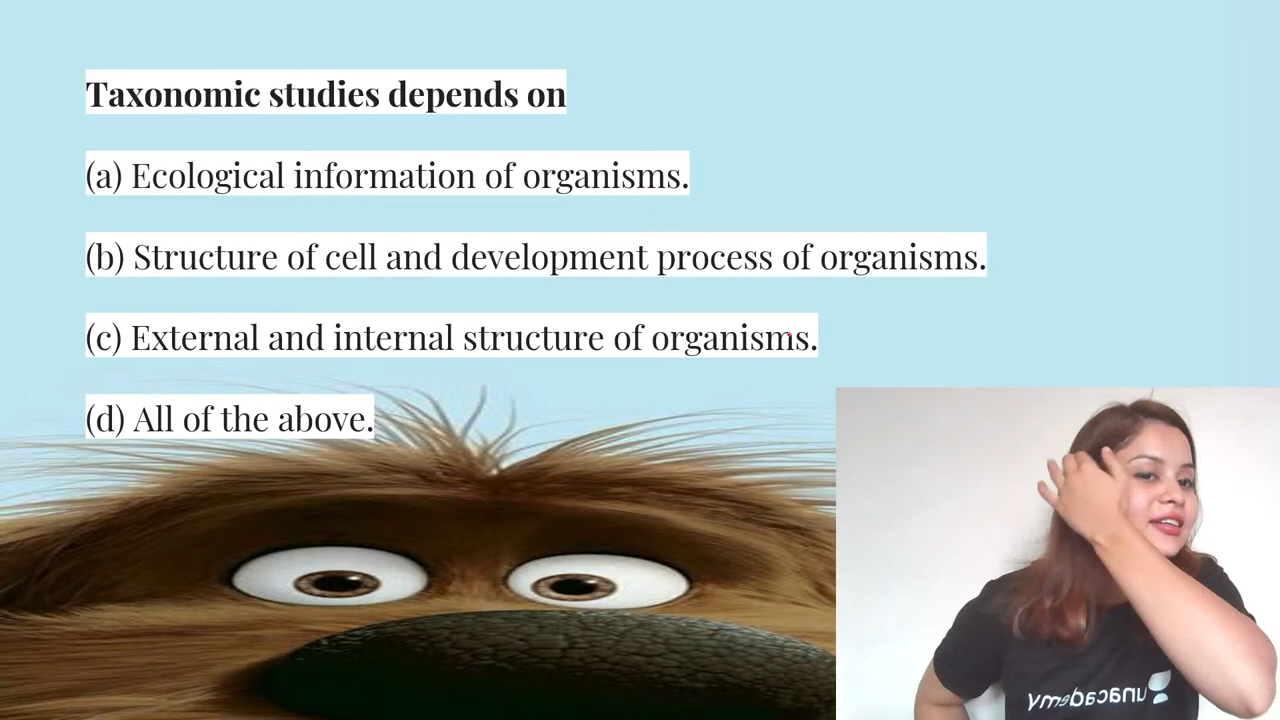 Taxonomic studies depends on
(a) Ecological information of organisms.
(b) Structure of cell and development process of organisms.
(c) External and internal structure of organisms.
(d) All of the above.
unacademy